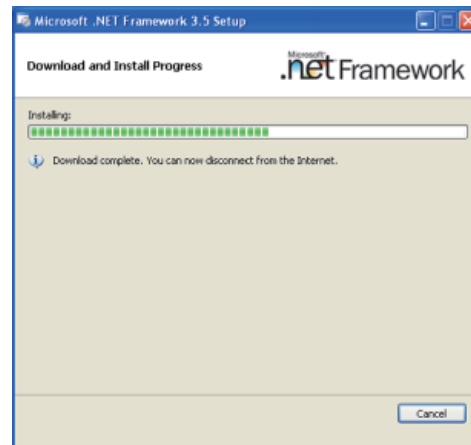 Microsoft .NET Framework 3.5 Setup
Download and Install Progress
Microsoft
.net Framework
Installing:
Download complete. You can now disconnect from the Internet.
Cancel